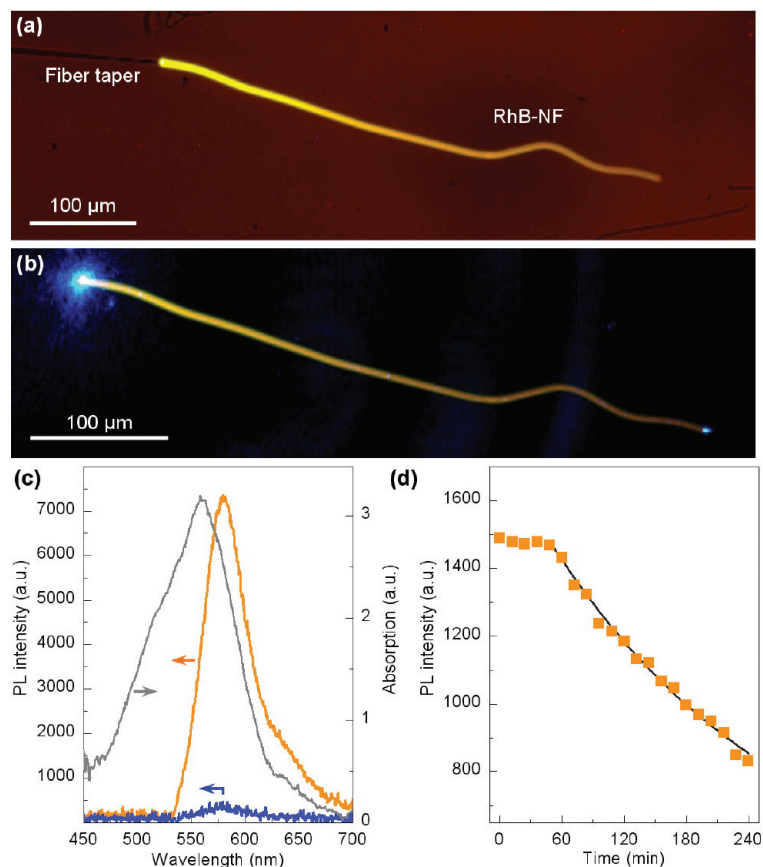 (a)
Fiber taper
RhB-NF
100 µm
(b)
100 µm
(c)
7000
6000
5000
4000
3000
2000
1000
PL intensity (a.u.)
3
2
1
0
Absorption (a.u.)
450 500 550 600 650 700
Wavelength (nm)
(d)
1600
1400
1200
1000
800
PL intensity (a.u.)
0 60 120 180 240
Time (min)